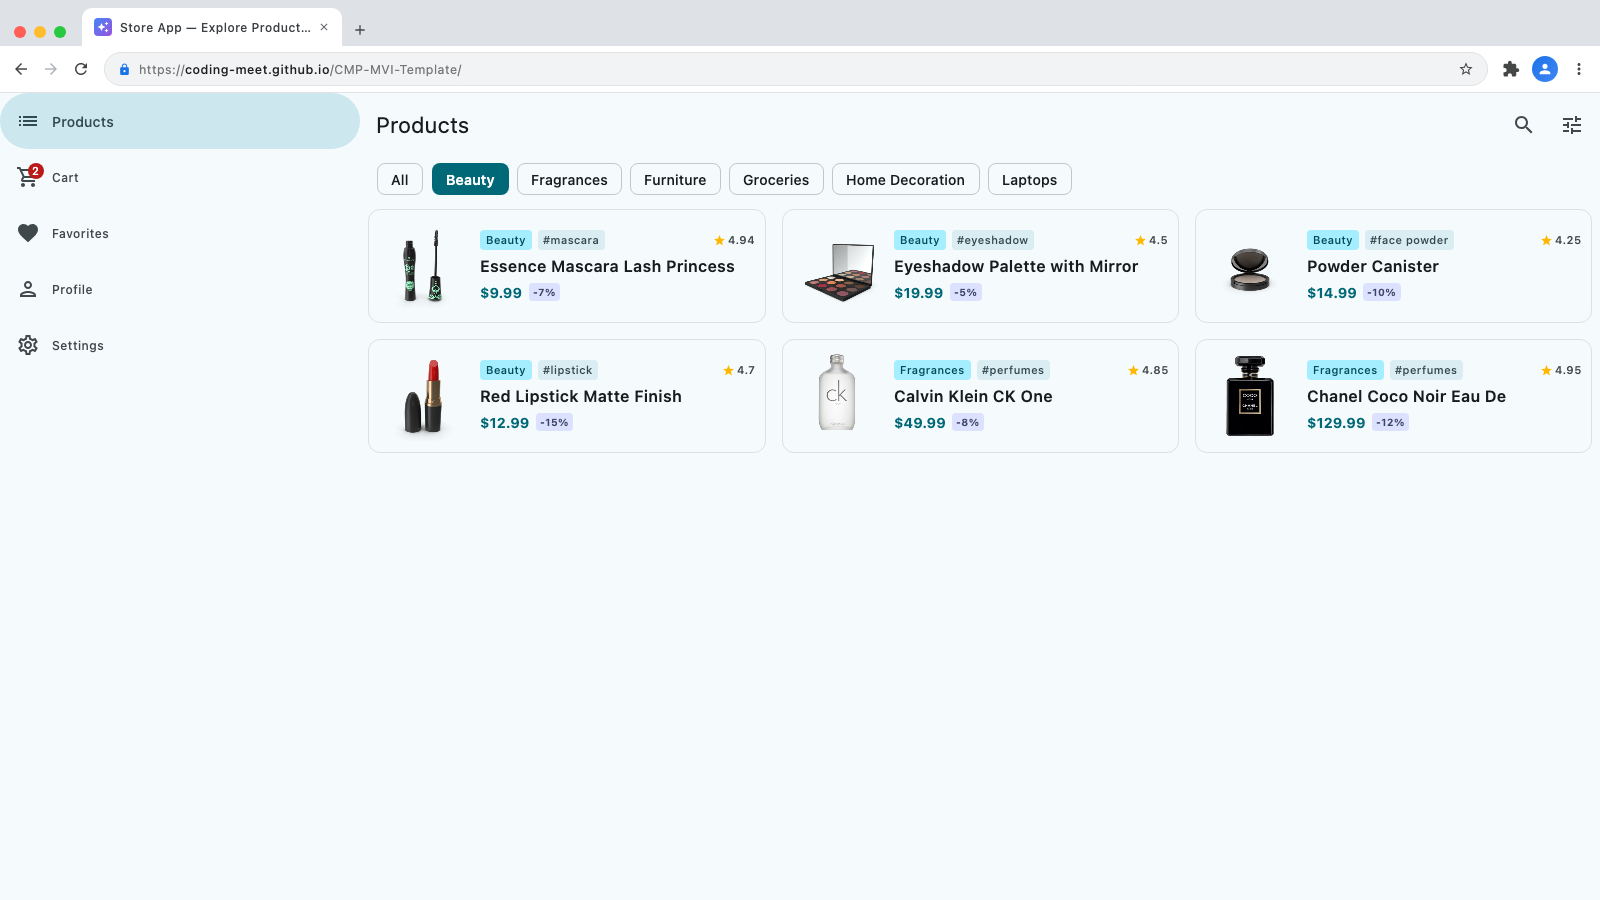 Store App — Explore Product...
https://coding-meet.github.io/CMP-MVI-Template/
Products
2
Cart
Favorites
Profile
Settings
Products
All
Beauty
Fragrances
Furniture
Groceries
Home Decoration
Laptops
Beauty #mascara 4.94
Essence Mascara Lash Princess
$9.99 -7%
Beauty #eyeshadow 4.5
Eyeshadow Palette with Mirror
$19.99 -5%
Beauty #face powder 4.25
Powder Canister
$14.99 -10%
Beauty #lipstick 4.7
Red Lipstick Matte Finish
$12.99 -15%
ck
Fragrances #perfumes 4.85
Calvin Klein CK One
$49.99 -8%
COCO
CHANEL
Fragrances #perfumes 4.95
Chanel Coco Noir Eau De
$129.99 -12%